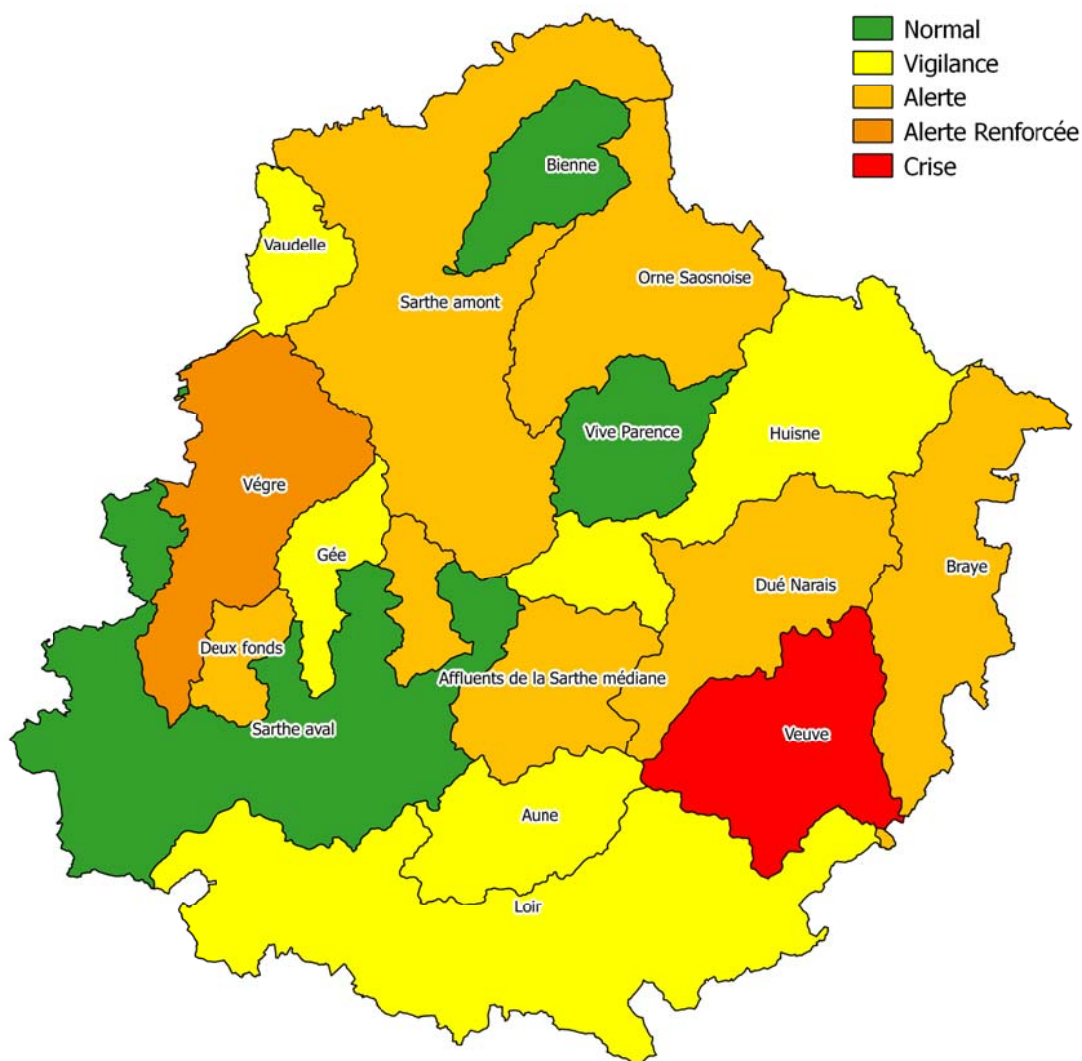 Normal
Vigilance
Alerte
Alerte Renforcée
Crise
Bienne
Vaudelle
Orne Saosnoise
Sarthe amont
Vive Parence
Huisne
Végre
Gée
Braye
Dué Narais
Deux fonds
Affluents de la Sarthe médiane
Sarthe aval
Veuve
Aune
Loir